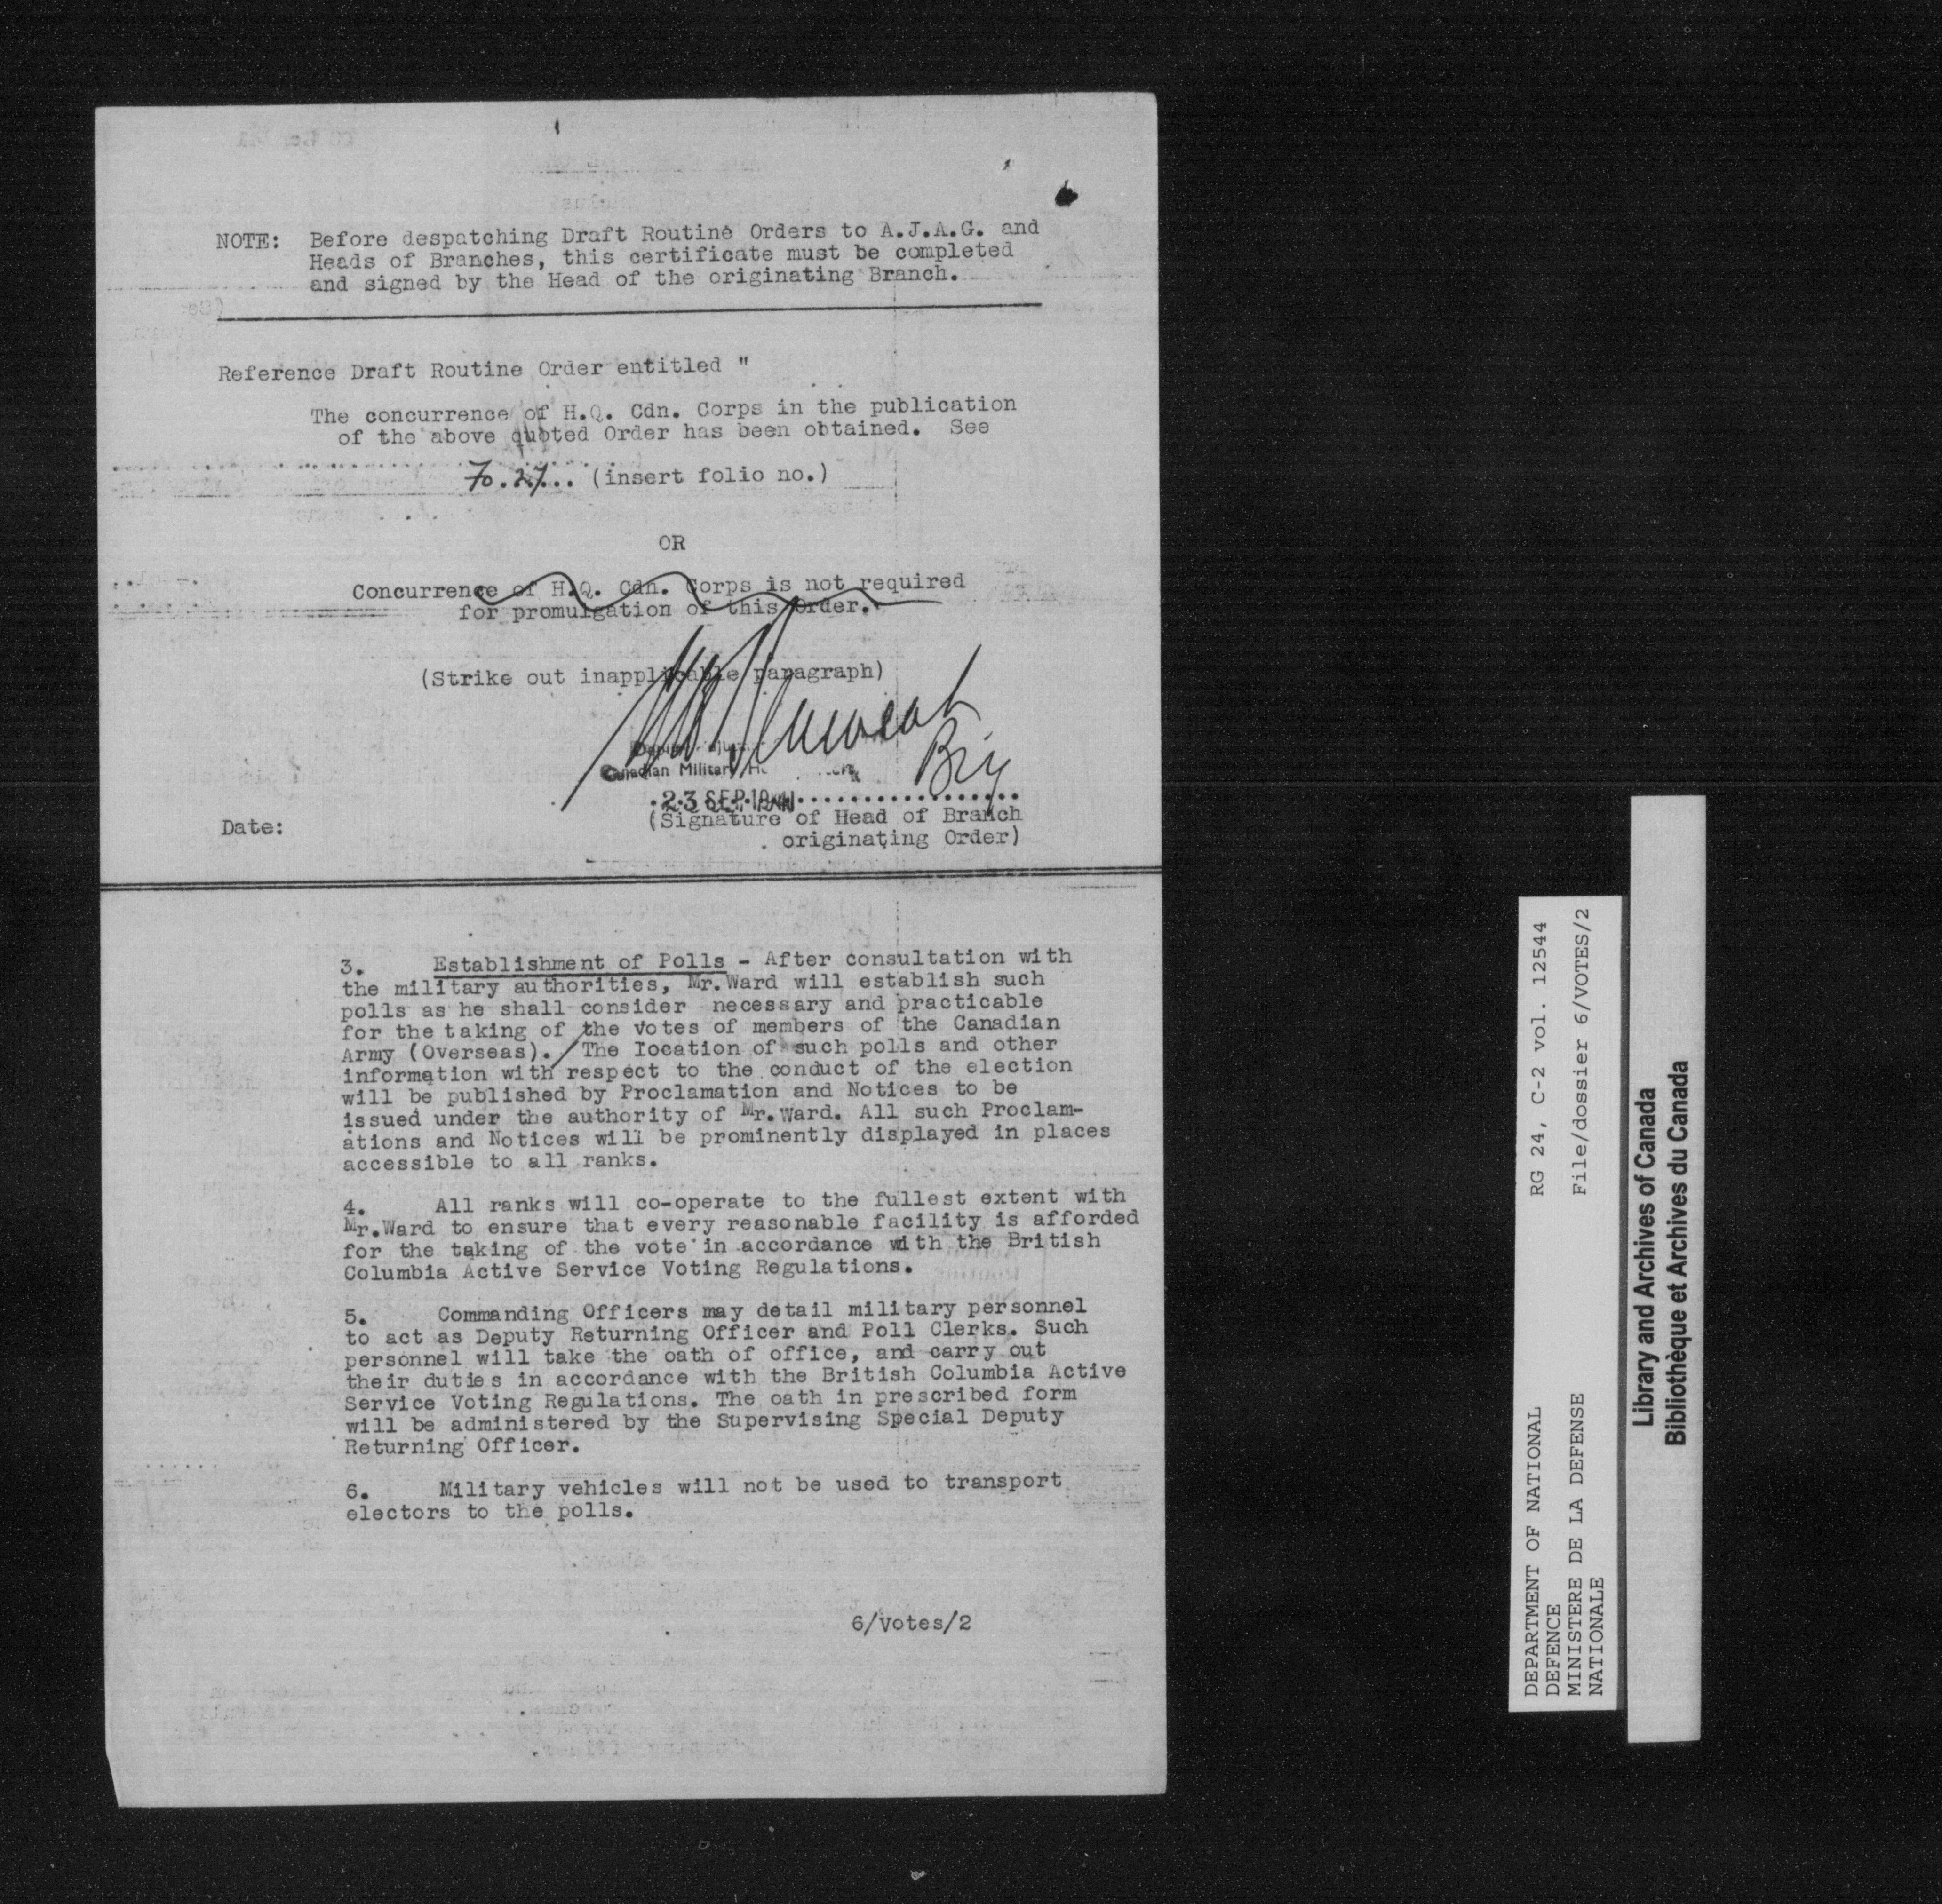 NOTE: Before despatching Draft Routine Orders to A.J.A.G. and
Heads of Branches, this certificate must be completed
and signed by the Head of the originating Branch.
Reference Draft Routine Order entitled "
The concurrence of H.Q. Cdn. Corps in the publication
of the above quoted Order has been obtained. See
(insert folio no.)
OR
Concurrence of H.Q. Cdn. Corps is not required
for promulgation of this Order.
(Strike out inapplicable paragraph)
Brig
Canadian Military
23 SEP 1941
Date:
(Signature of Head of Branch
originating Order)
3. Establishment of Polls - After consultation with
the military authorities, Mr.Ward will establish such
polls as he shall consider necessary and practicable
for the taking of the votes of members of the Canadian
Army (Overseas). The location of such polls and other
information with respect to the conduct of the election
will be published by Proclamation and Notices to be
issued under the authority of Mr.Ward. All such Proclam-
ations and Notices will be prominently displayed in places
accessible to all ranks.
4. All ranks will co-operate to the fullest extent with
Mr.Ward to ensure that every reasonable facility is afforded
for the taking of the vote in accordance with the British
Columbia Active Service Voting Regulations.
5. Commanding Officers may detail military personnel
to act as Deputy Returning Officer and Poll Clerks. Such
personnel will take the oath of office, and carry out
their duties in accordance with the British Columbia Active
Service Voting Regulations. The oath in prescribed form
will be administered by the Supervising Special Deputy
Returning Officer.
6. Military vehicles will not be used to transport
electors to the polls.
6/Votes/2
DEPARTMENT OF NATIONAL
DEFENCE
MINISTERE DE LA DEFENSE
NATIONALE
RG 24, C-2 vol. 12544
File/dossier 6/VOTES/2
Library and Archives of Canada
Bibliothèque et Archives du Canada